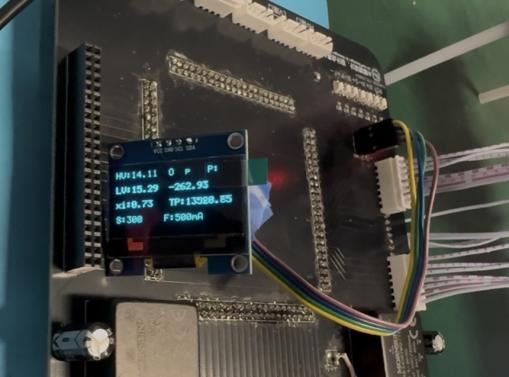 VCC GND SCL SDA
HV:14.11 O P P:
LV:15.29 -262.93
xi:0.73 TP:13520.85
S:300 F:500mA